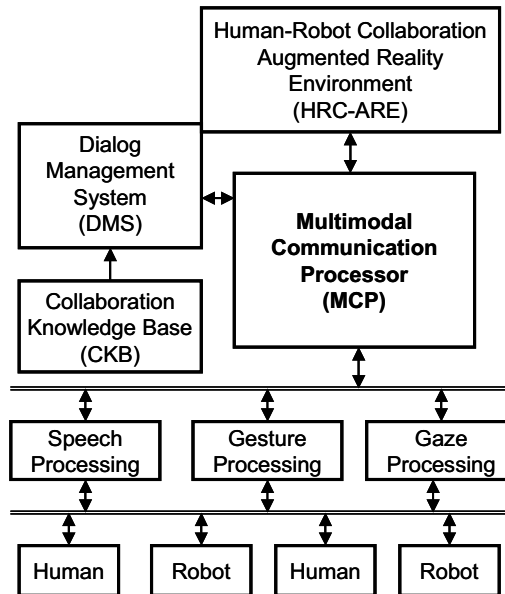 Human-Robot Collaboration
Augmented Reality
Environment
(HRC-ARE)
Dialog
Management
System
(DMS)
Multimodal
Communication
Processor
(MCP)
Collaboration
Knowledge Base
(CKB)
Speech
Processing
Gesture
Processing
Gaze
Processing
Human
Robot
Human
Robot